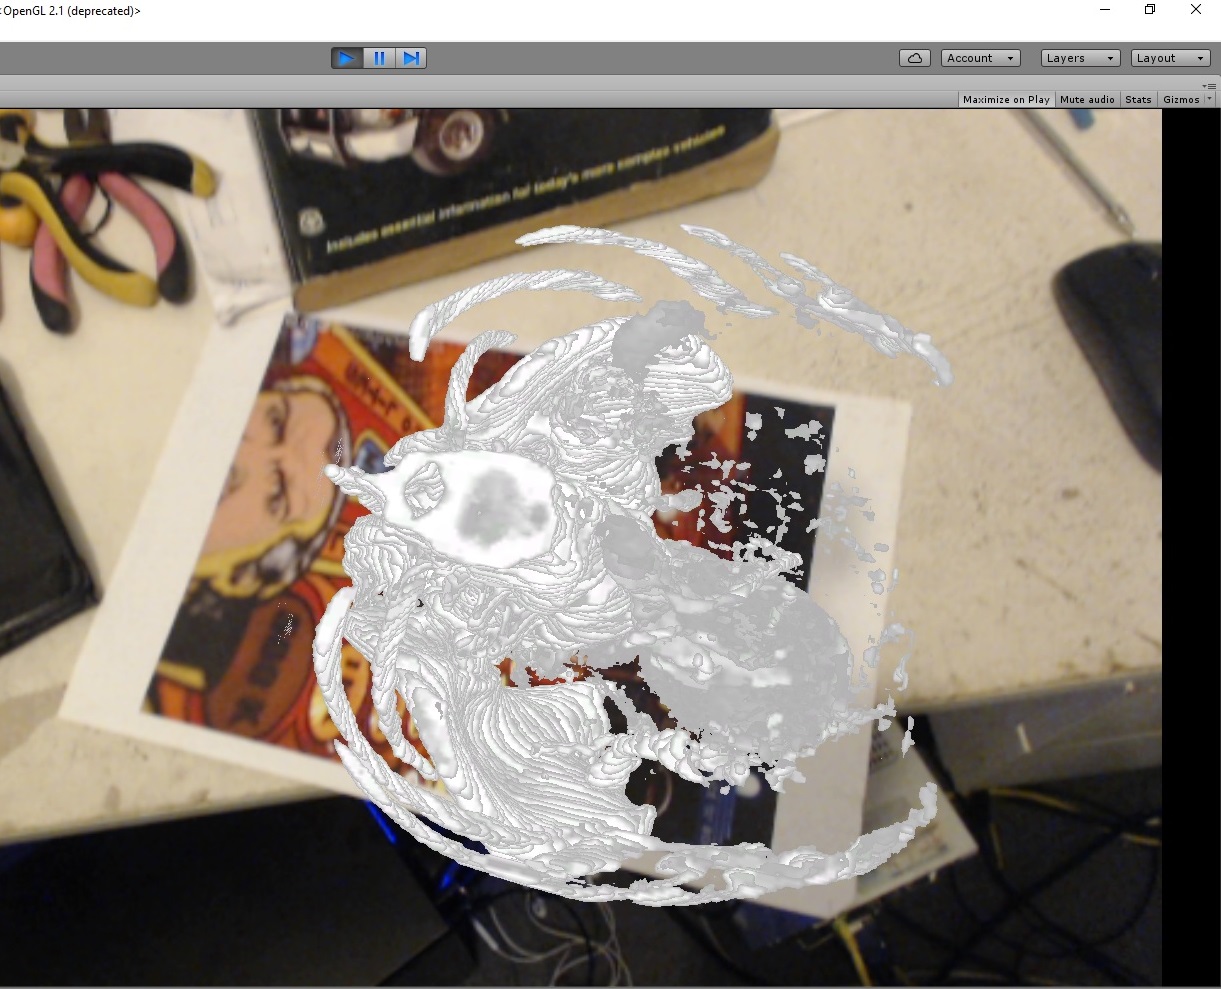 <OpenGL 2.1 (deprecated)>
Account
Layers
Layout
Maximize on Play
Mute audio
Stats
Gizmos
Includes essential information for today's more complex vehicles